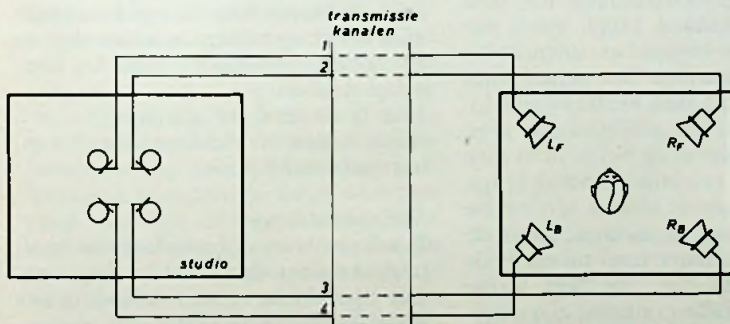 transmissie
kanalen
1
2
L_F
R_F
L_B
R_B
studio
3
4